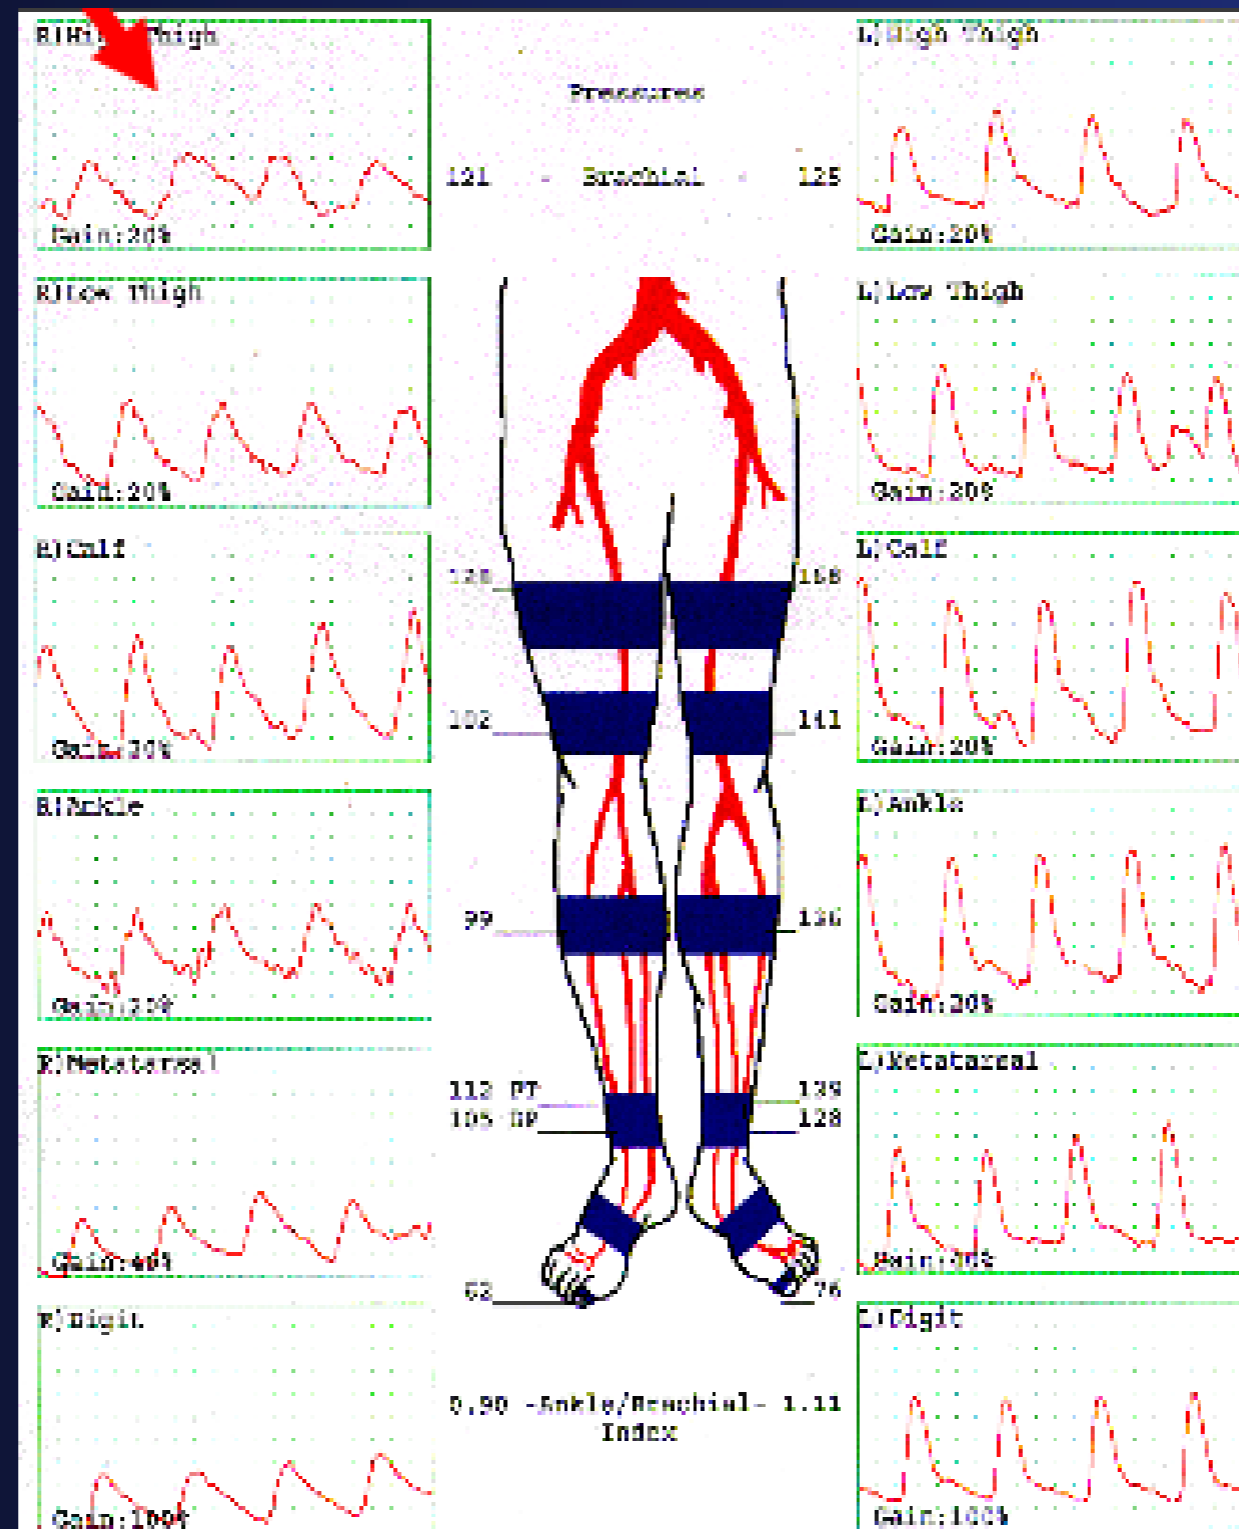 R)High Thigh
Gain:20%
Pressures
121 - Brachial - 125
L)High Thigh
Gain:20%
R)Low Thigh
Gain:20%
L)Low Thigh
Gain:20%
R)Calf
Gain:20%
L)Calf
Gain:20%
168
102
141
R)Ankle
Gain:20%
L)Ankle
Gain:20%
99
136
R)Metatarsal
Gain:40%
L)Metatarsal
113 PT
139
105 DP
128
76
R)Digit
Gain:100%
L)Digit
Gain:100%
0.90 -Ankle/Brachial- 1.11
Index